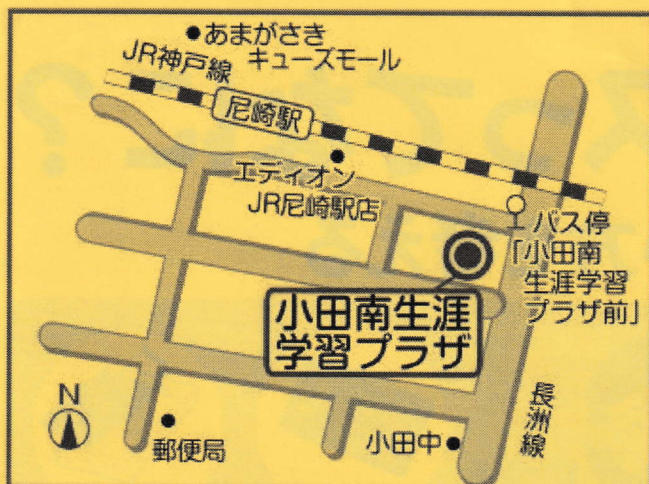 あまがさき
キューズモール
JR神戸線
尼崎駅
エディオン
JR尼崎駅店
バス停
「小田南
生涯学習
プラザ前」
小田南生涯
学習プラザ
長洲線
N
郵便局
小田中